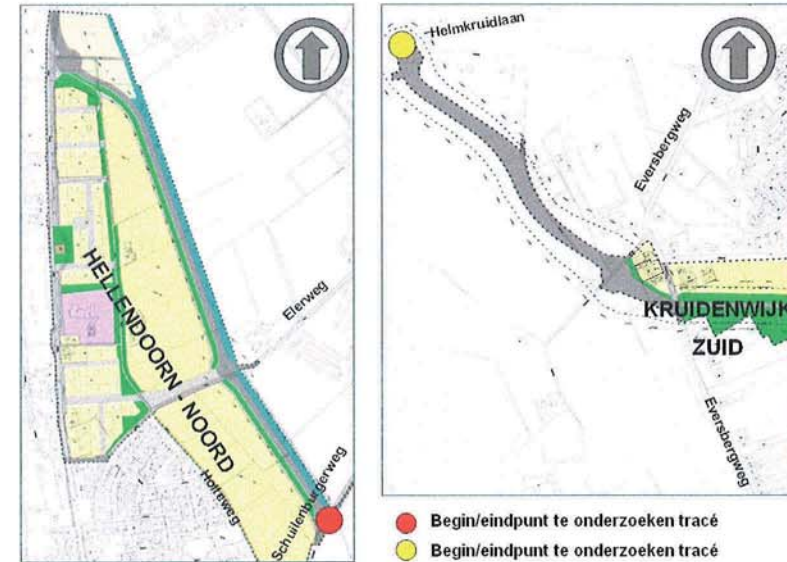 HELLENDOORN - NOORD
Elerweg
Holteweg
Schuilenburgerweg
Helmkruidlaan
Eversbergweg
KRUIDENWIJK
ZUID
Eversbergweg
Begin/eindpunt te onderzoeken tracé
Begin/eindpunt te onderzoeken tracé